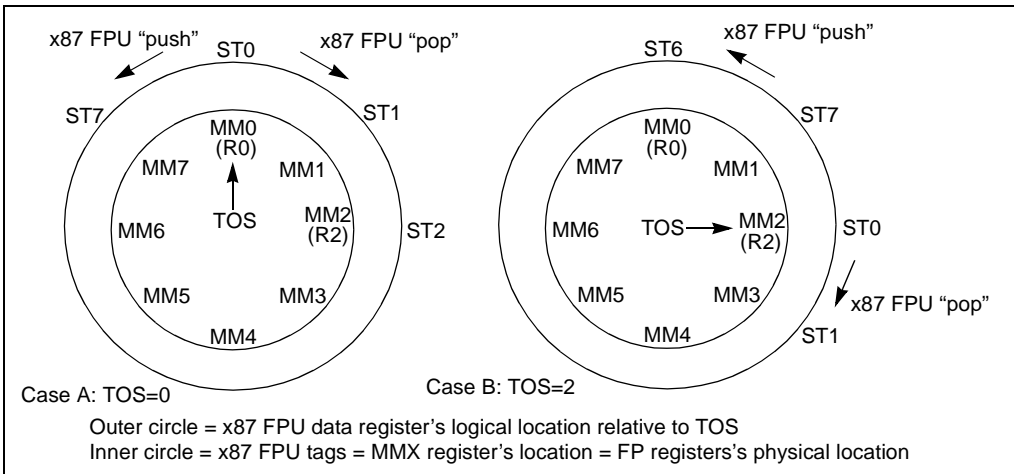 x87 FPU “push”
x87 FPU “pop”
ST0
ST7
ST1
MM0
(R0)
MM7
MM1
TOS
MM2
(R2)
MM6
ST2
MM5
MM3
MM4
Case A: TOS=0
x87 FPU “push”
ST6
ST7
MM0
(R0)
MM7
MM1
TOS
MM2
(R2)
MM6
ST0
MM5
MM3
x87 FPU “pop”
MM4
ST1
Case B: TOS=2
Outer circle = x87 FPU data register’s logical location relative to TOS
Inner circle = x87 FPU tags = MMX register’s location = FP registers’s physical location